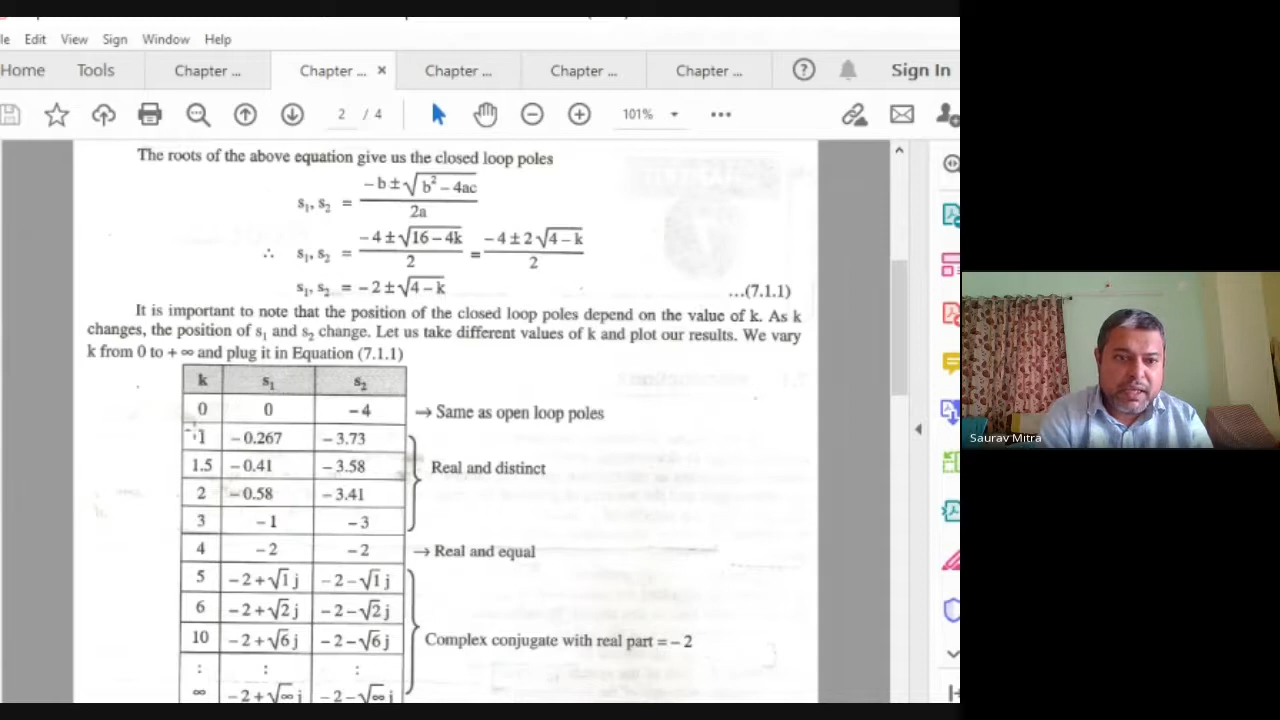 le Edit View Sign Window Help
Home Tools Chapter ... Chapter ... × Chapter ... Chapter ... Chapter ... ? Sign In
2 / 4 101%
The roots of the above equation give us the closed loop poles
s₁, s₂ = (−b ± √(b² − 4ac)) / 2a
∴ s₁, s₂ = (−4 ± √(16 − 4k)) / 2 = (−4 ± 2√(4 − k)) / 2
s₁, s₂ = −2 ± √(4 − k) ...(7.1.1)
It is important to note that the position of the closed loop poles depend on the value of k. As k
changes, the position of s₁ and s₂ change. Let us take different values of k and plot our results. We vary
k from 0 to + ∞ and plug it in Equation (7.1.1)
k s₁ s₂
0 0 −4 → Same as open loop poles
1 −0.267 −3.73
1.5 −0.41 −3.58 Real and distinct
2 −0.58 −3.41
3 −1 −3
4 −2 −2 → Real and equal
5 −2+√1 j −2−√1 j
6 −2+√2 j −2−√2 j
10 −2+√6 j −2−√6 j Complex conjugate with real part = −2
: : :
∞ −2+√∞ j −2−√∞ j
Saurav Mitra